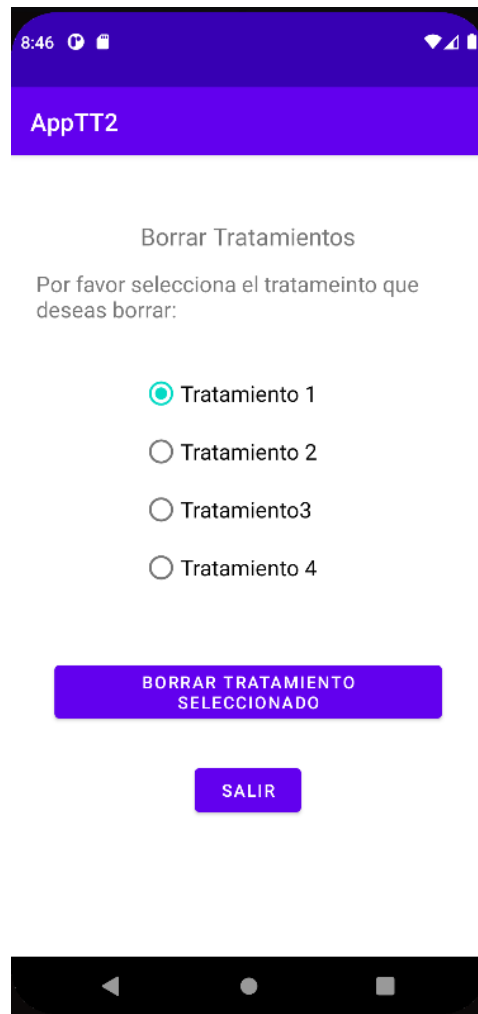 8:46
AppTT2
Borrar Tratamientos
Por favor selecciona el tratameinto que
deseas borrar:
Tratamiento 1
Tratamiento 2
Tratamiento3
Tratamiento 4
BORRAR TRATAMIENTO
SELECCIONADO
SALIR